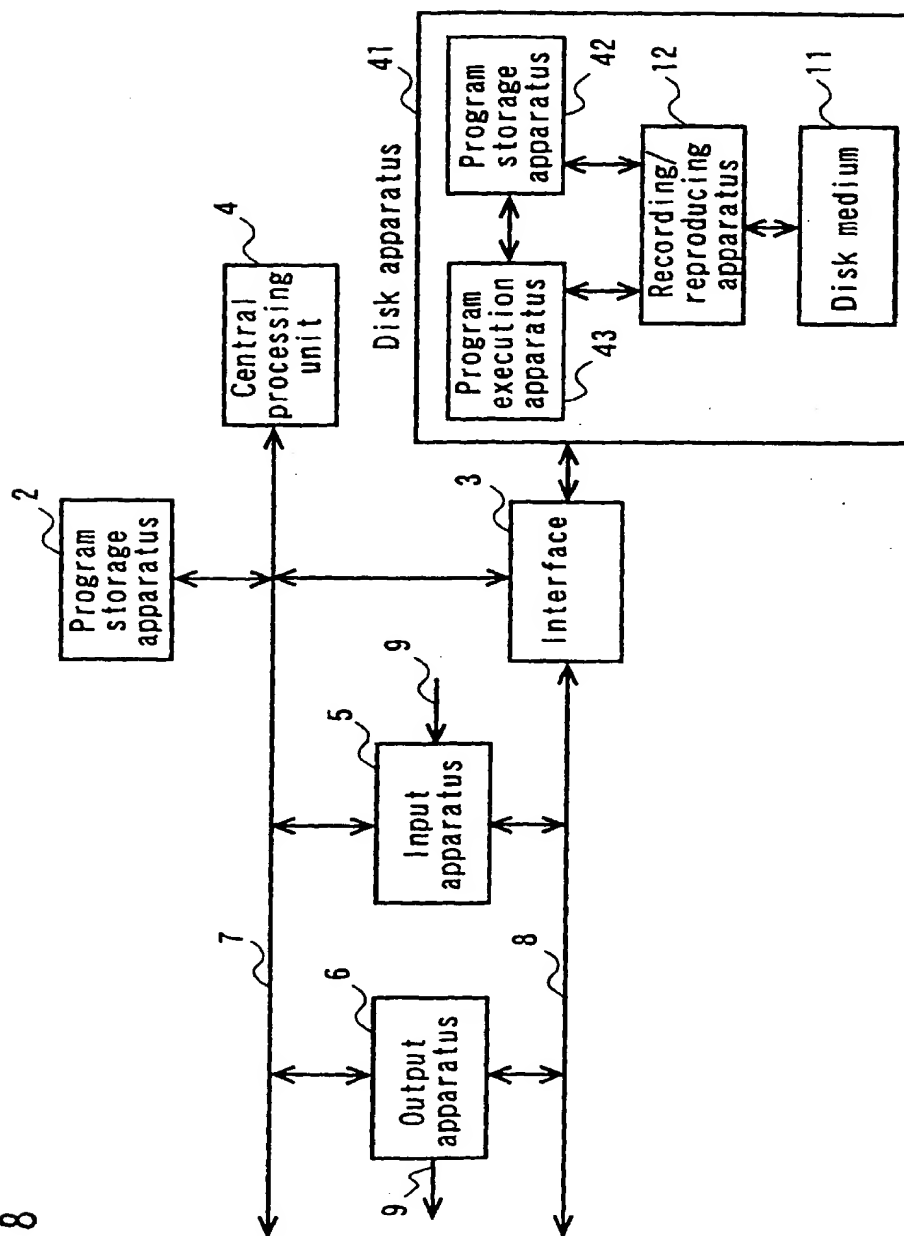 8
7
8
6
Output
apparatus
9
5
Input
apparatus
9
2
Program
storage
apparatus
4
Central
processing
unit
3
Interface
Disk apparatus
41
Program
execution
apparatus
43
Program
storage
apparatus
42
Recording/
reproducing
apparatus
12
Disk medium
11